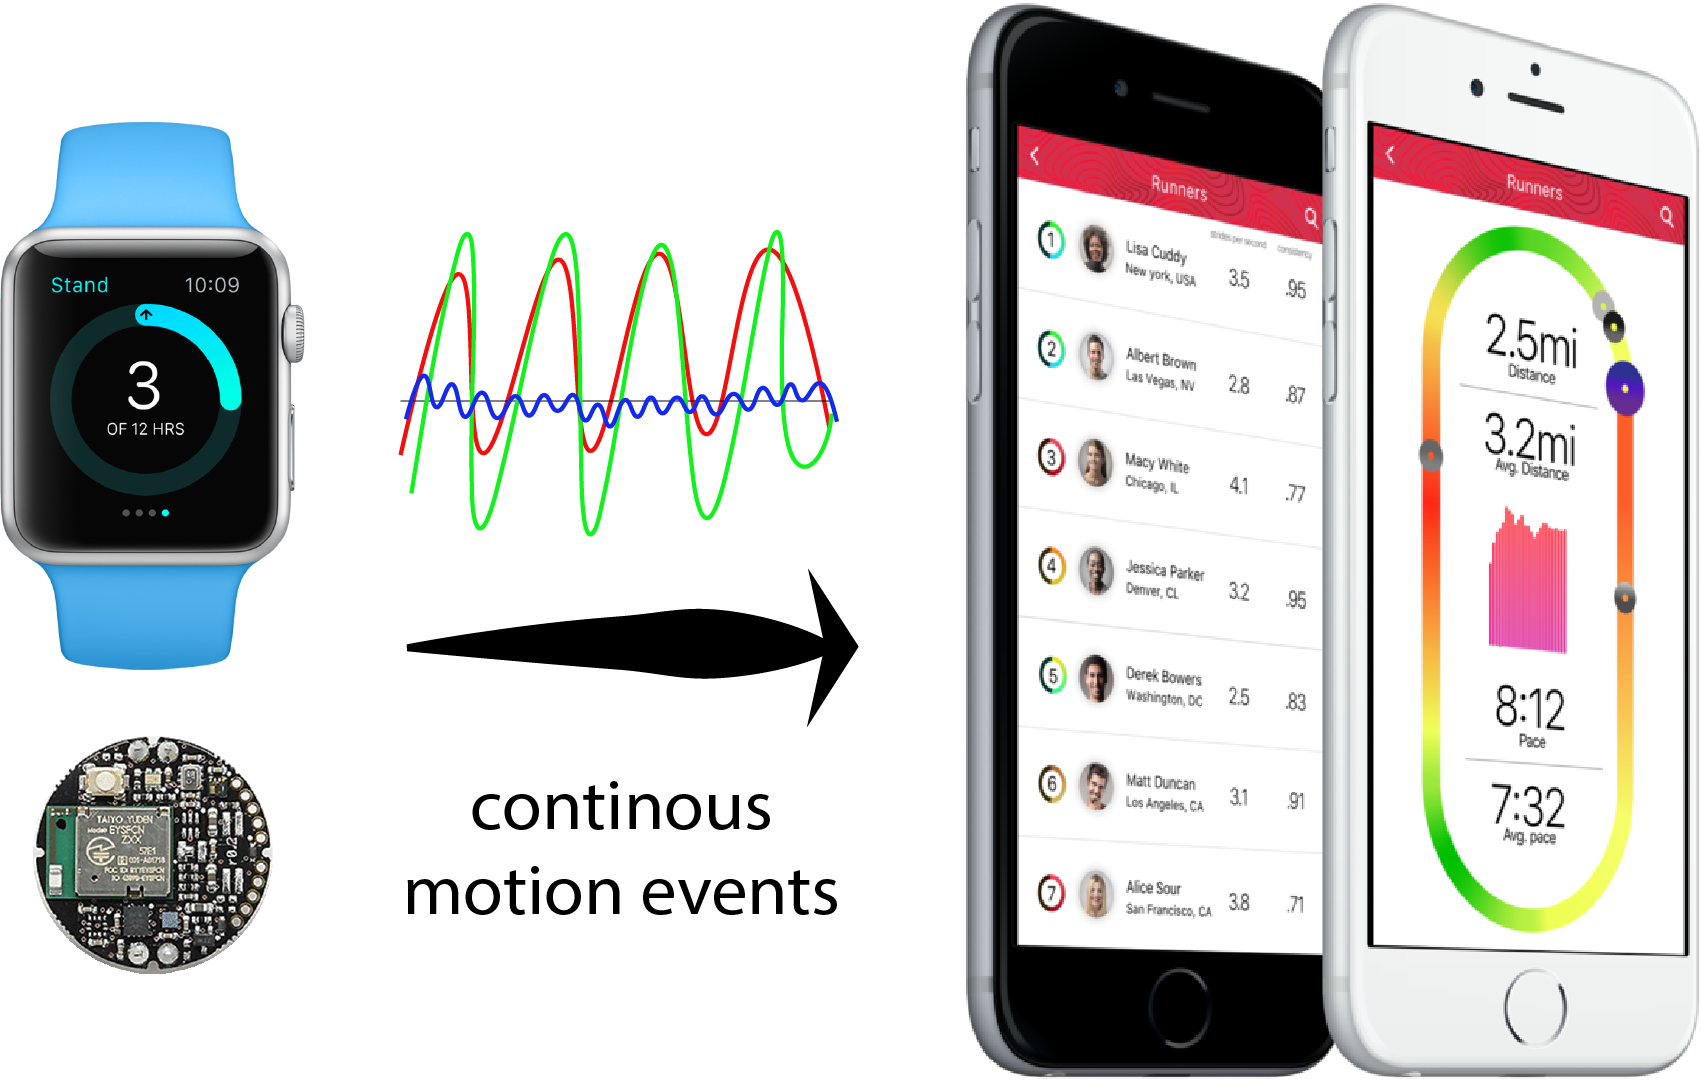 Stand 10:09
3
OF 12 HRS
TAIYO YUDEN
EYSFCN
ZXX
r0.2
continous
motion events
Runners
strides per second consistency
1 Lisa Cuddy 3.5 .95
New york, USA
2 Albert Brown 2.8 .87
Las Vegas, NV
3 Macy White 4.1 .77
Chicago, IL
4 Jessica Parker 3.2 .95
Denver, CL
5 Derek Bowers 2.5 .83
Washington, DC
6 Matt Duncan 3.1 .91
Los Angeles, CA
7 Alice Sour 3.8 .71
San Francisco, CA
Runners
2.5mi
Distance
3.2mi
Avg. Distance
8:12
Pace
7:32
Avg. pace